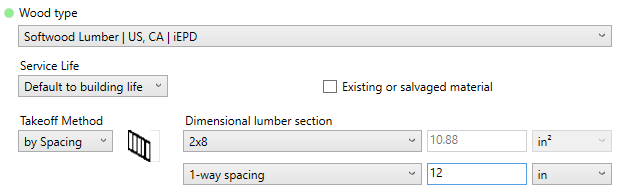 Wood type
Softwood Lumber | US, CA | iEPD
Service Life
Default to building life
Existing or salvaged material
Takeoff Method
Dimensional lumber section
by Spacing
2x8
10.88
in²
1-way spacing
12
in